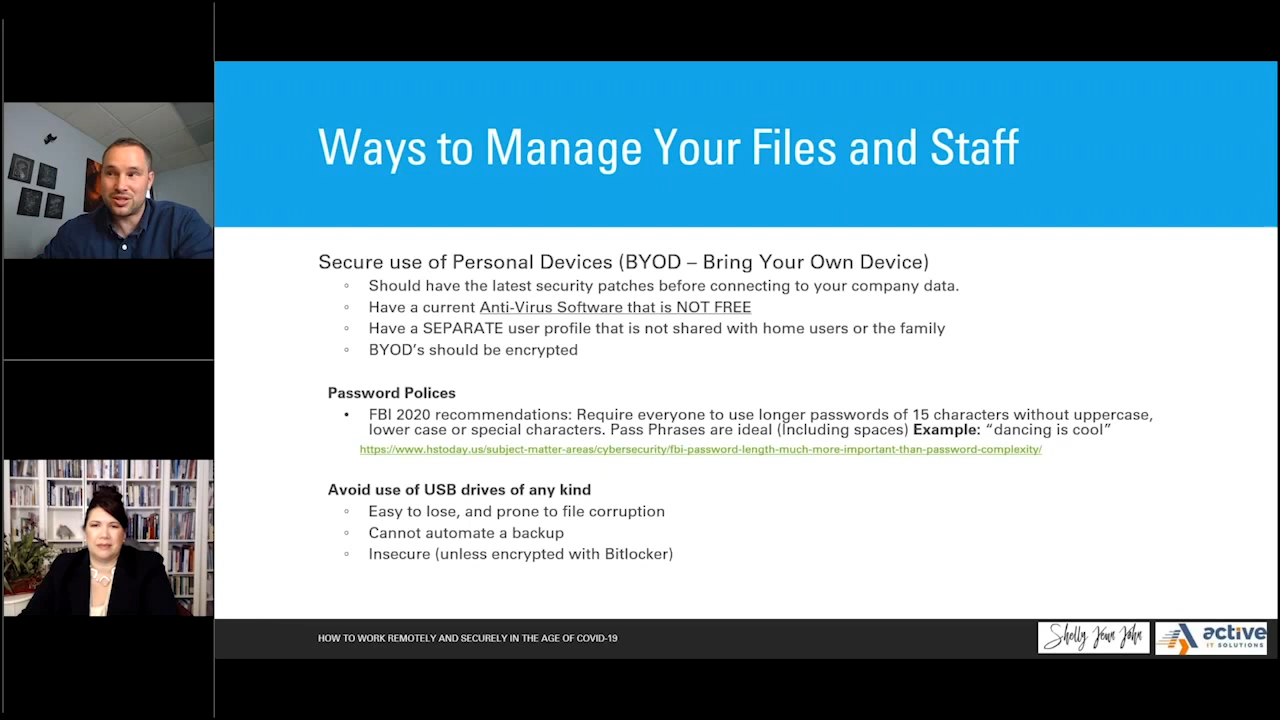 Ways to Manage Your Files and Staff
Secure use of Personal Devices (BYOD – Bring Your Own Device)
◦ Should have the latest security patches before connecting to your company data.
◦ Have a current Anti-Virus Software that is NOT FREE
◦ Have a SEPARATE user profile that is not shared with home users or the family
◦ BYOD's should be encrypted
Password Polices
• FBI 2020 recommendations: Require everyone to use longer passwords of 15 characters without uppercase,
lower case or special characters. Pass Phrases are ideal (Including spaces) Example: “dancing is cool”
https://www.hstoday.us/subject-matter-areas/cybersecurity/fbi-password-length-much-more-important-than-password-complexity/
Avoid use of USB drives of any kind
◦ Easy to lose, and prone to file corruption
◦ Cannot automate a backup
◦ Insecure (unless encrypted with Bitlocker)
HOW TO WORK REMOTELY AND SECURELY IN THE AGE OF COVID-19
Shelly Jean John
active
IT SOLUTIONS